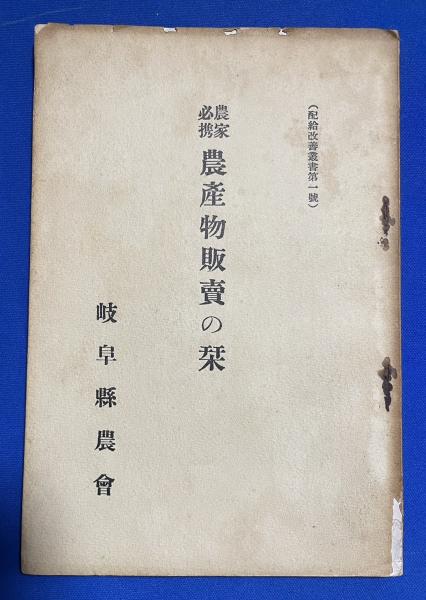 （配給改善叢書第一號）
農家
必携
農產物販賣の栞
岐阜縣農會